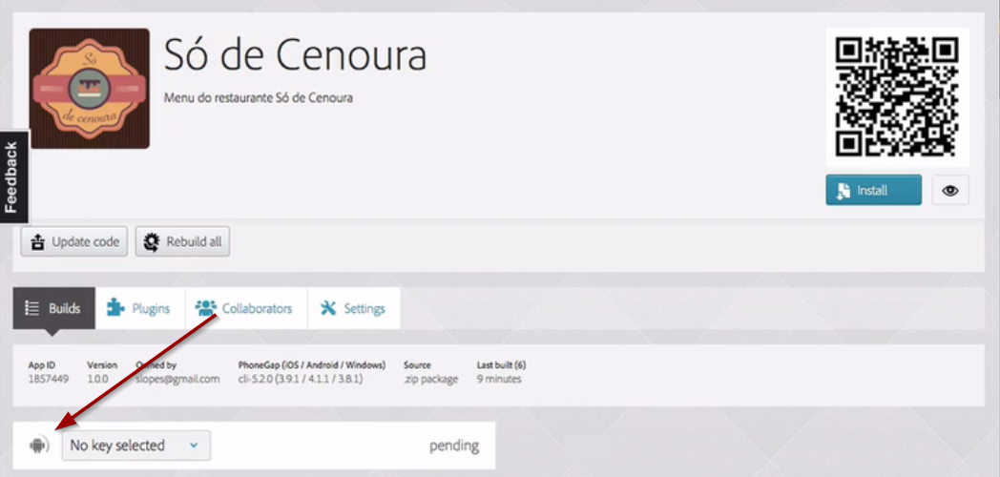 Só de Cenoura
Menu do restaurante Só de Cenoura
Só
de cenoura
Feedback
Install
Update code
Rebuild all
Builds
Plugins
Collaborators
Settings
App ID
Version
Owned by
PhoneGap (iOS / Android / Windows)
Source
Last built (6)
1857449
1.0.0
slopes@gmail.com
cli-5.2.0 (3.9.1 / 4.1.1 / 3.8.1)
.zip package
9 minutes
No key selected
pending